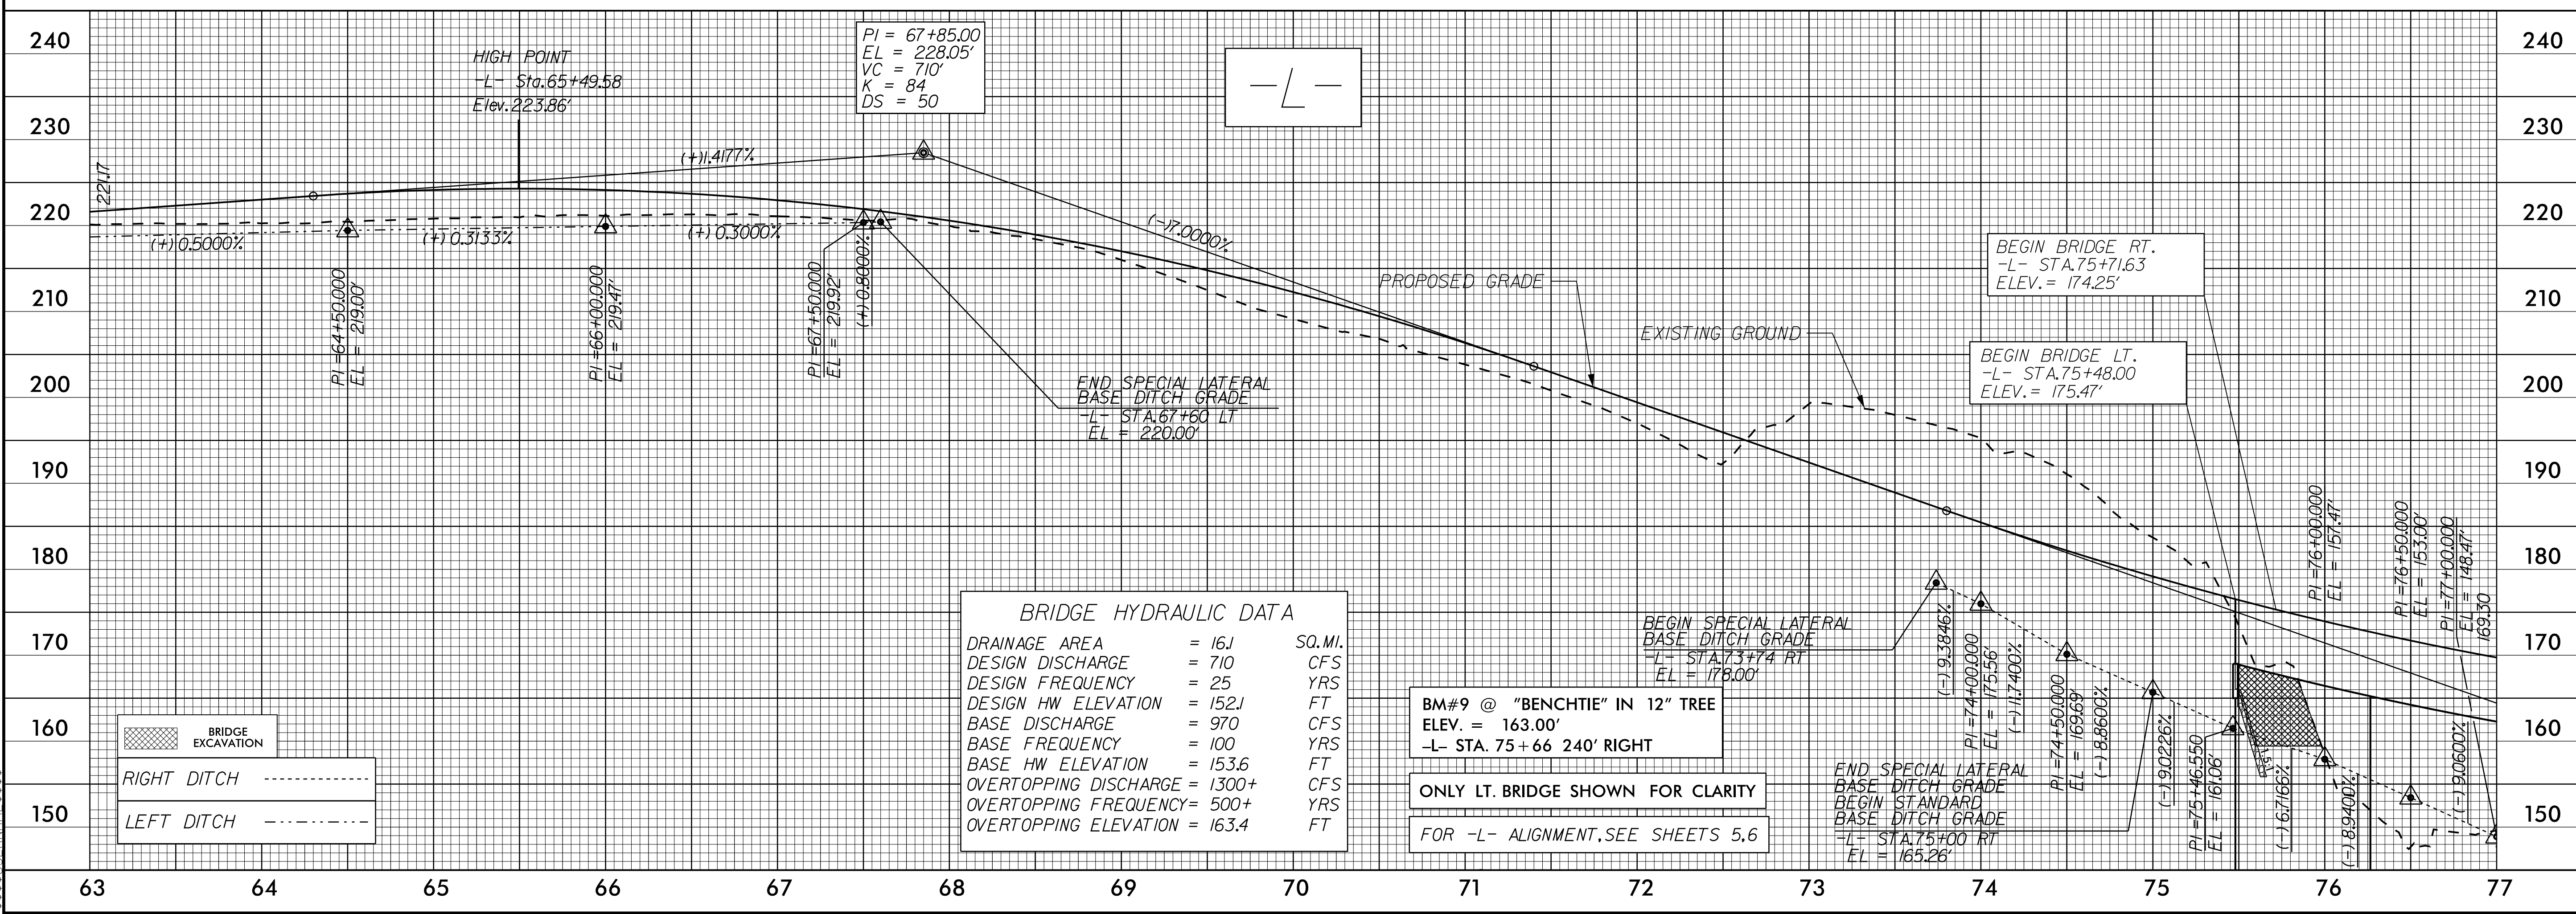 240
230
220
210
200
190
180
170
160
150
HIGH POINT
-L- Sta.65+49.58
Elev.223.86'
PI = 67+85.00
EL = 228.05'
VC = 710'
K = 84
DS = 50
-L-
240
230
220
210
200
190
180
170
160
150
221.17
(+)1.4177%
(-)7.0000%
(+)0.5000%
(+)0.3133%
(+)0.3000%
(+)0.8000%
PI =64+50.000
EL = 219.00'
PI =66+00.000
EL = 219.47'
PI =67+50.000
EL = 219.92'
END SPECIAL LATERAL
BASE DITCH GRADE
-L- STA.67+60 LT
EL = 220.00'
PROPOSED GRADE
EXISTING GROUND
BEGIN BRIDGE RT.
-L- STA.75+71.63
ELEV.= 174.25'
BEGIN BRIDGE LT.
-L- STA.75+48.00
ELEV.= 175.47'
BRIDGE HYDRAULIC DATA
DRAINAGE AREA = 16.1 SQ.MI.
DESIGN DISCHARGE = 710 CFS
DESIGN FREQUENCY = 25 YRS
DESIGN HW ELEVATION = 152.1 FT
BASE DISCHARGE = 970 CFS
BASE FREQUENCY = 100 YRS
BASE HW ELEVATION = 153.6 FT
OVERTOPPING DISCHARGE = 1300+ CFS
OVERTOPPING FREQUENCY= 500+ YRS
OVERTOPPING ELEVATION = 163.4 FT
BEGIN SPECIAL LATERAL
BASE DITCH GRADE
-L- STA.73+74 RT
EL = 178.00'
BM#9 @ "BENCHTIE" IN 12" TREE
ELEV. = 163.00'
-L- STA. 75+66 240' RIGHT
ONLY LT. BRIDGE SHOWN FOR CLARITY
FOR -L- ALIGNMENT,SEE SHEETS 5,6
END SPECIAL LATERAL
BASE DITCH GRADE
BEGIN STANDARD
BASE DITCH GRADE
-L- STA.75+00 RT
EL = 165.26'
(-)9.3846%
PI =74+00.000
EL = 175.56'
(-)11.7400%
PI =74+50.000
EL = 169.69'
(-)8.8600%
(-)9.0226%
PI=75+46.550
EL = 161.06'
(-)6.7166%
(-)8.9400%
(-)9.0600%
PI =76+00.000
EL = 157.47'
PI =76+50.000
EL = 153.00'
PI =77+00.000
EL = 148.47'
169.30
BRIDGE
EXCAVATION
RIGHT DITCH
LEFT DITCH
63 64 65 66 67 68 69 70 71 72 73 74 75 76 77